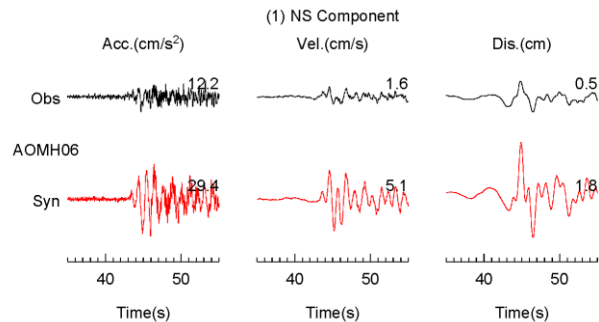 (1) NS Component
Acc.(cm/s²) Vel.(cm/s) Dis.(cm)
12.2 1.6 0.5
Obs
AOMH06
29.4 5.1 1.8
Syn
40 50 40 50 40 50
Time(s) Time(s) Time(s)